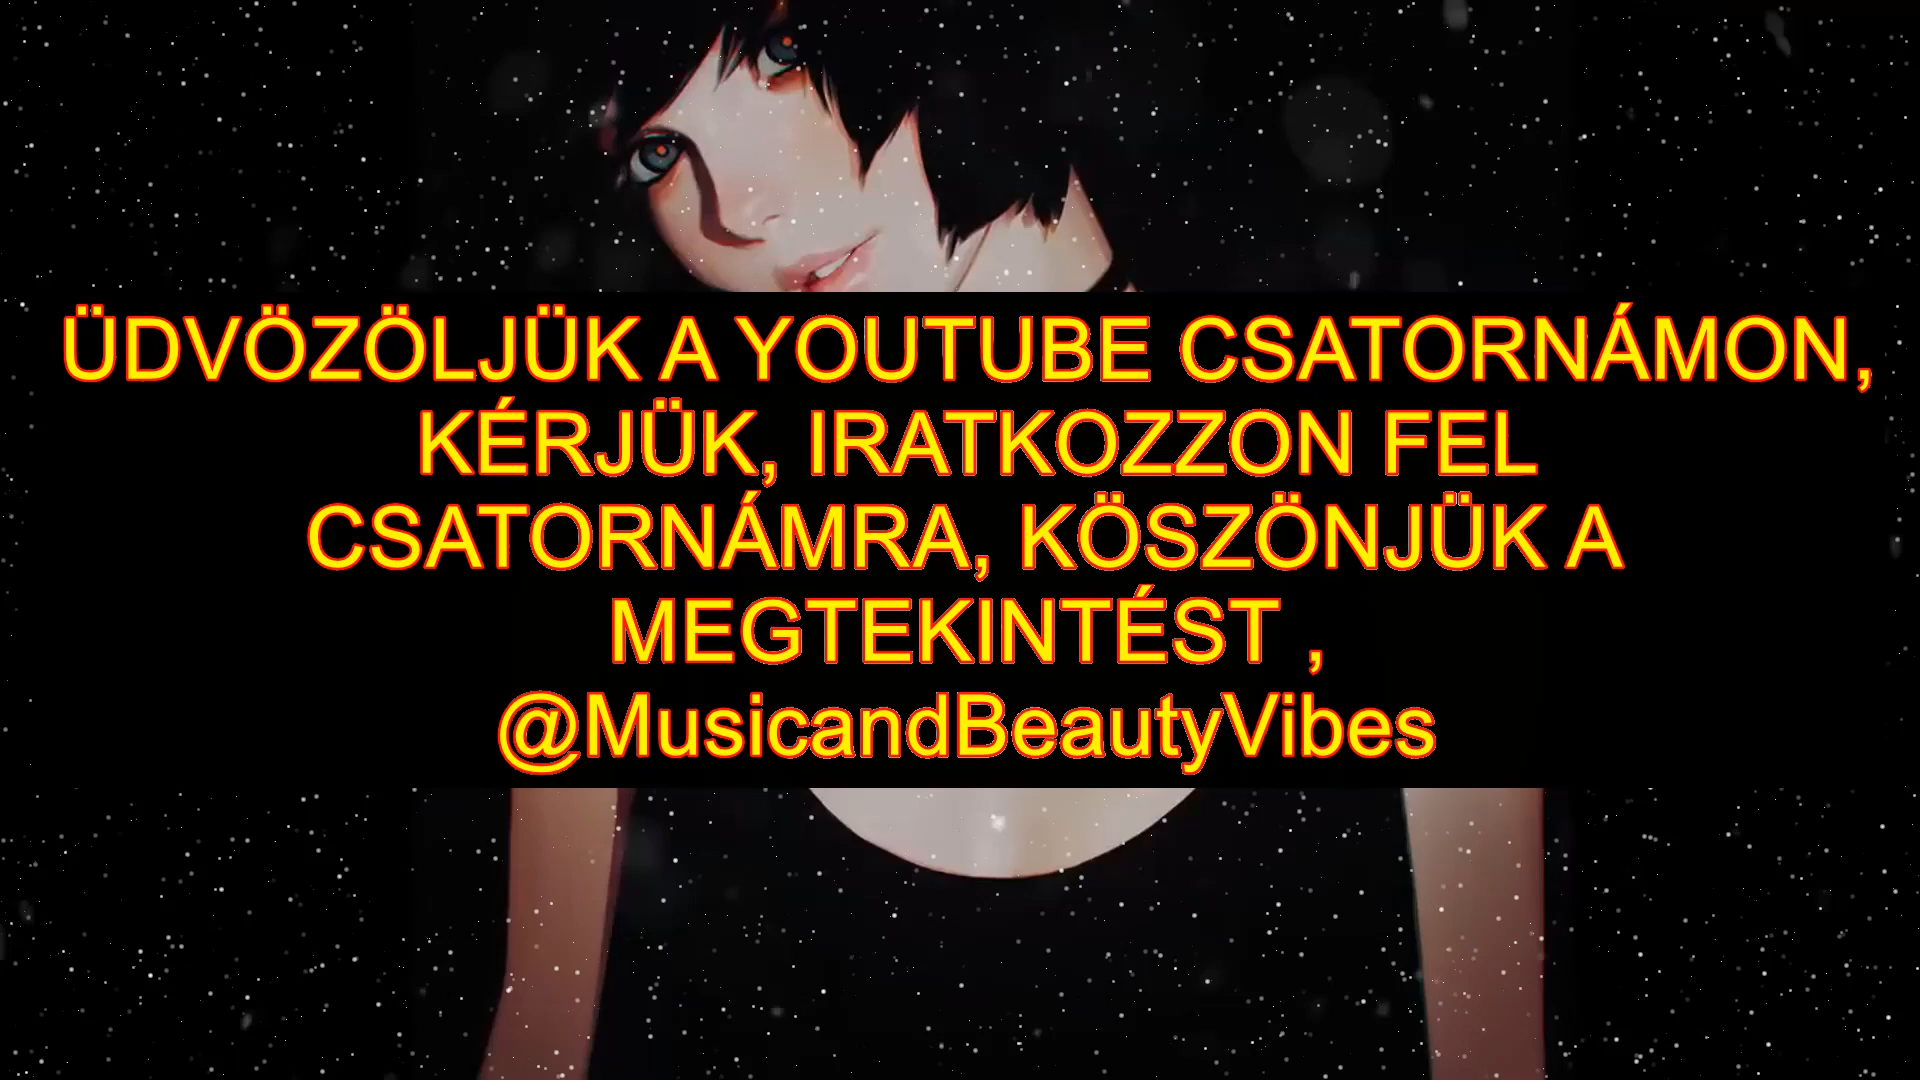 ÜDVÖZÖLJÜK A YOUTUBE CSATORNÁMON,
KÉRJÜK, IRATKOZZON FEL
CSATORNÁMRA, KÖSZÖNJÜK A
MEGTEKINTÉST ,
@MusicandBeautyVibes